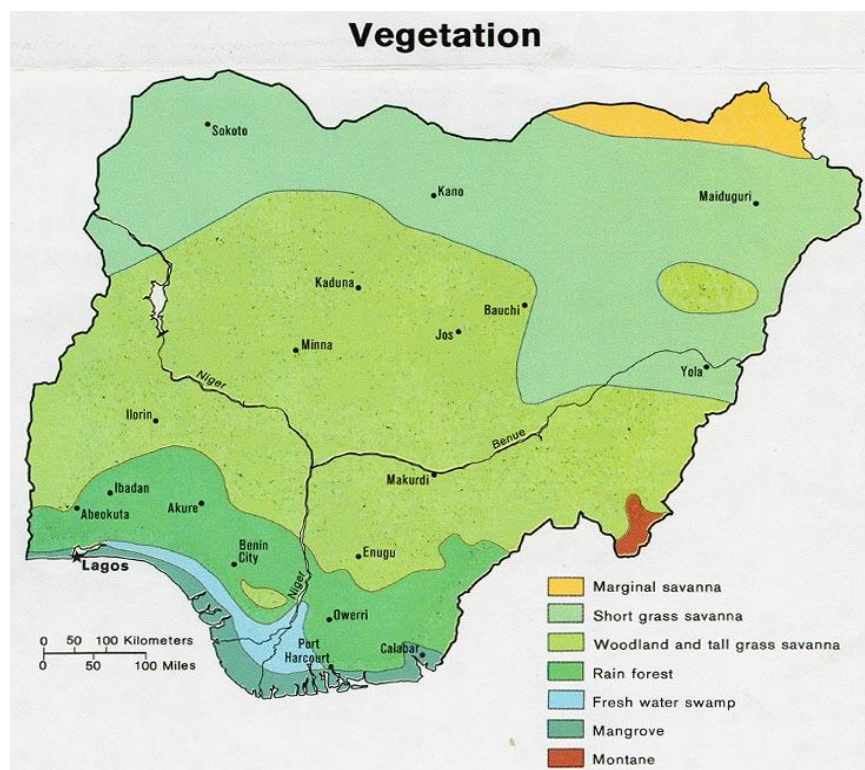 Vegetation
Sokoto
Kano
Maiduguri
Kaduna
Bauchi
Jos
Minna
Niger
Yola
Ilorin
Benue
Makurdi
Ibadan
Abeokuta
Akure
Benin
City
Enugu
Lagos
Niger
Owerri
Port
Harcourt
Calabar
0 50 100 Kilometers
0 50 100 Miles
Marginal savanna
Short grass savanna
Woodland and tall grass savanna
Rain forest
Fresh water swamp
Mangrove
Montane